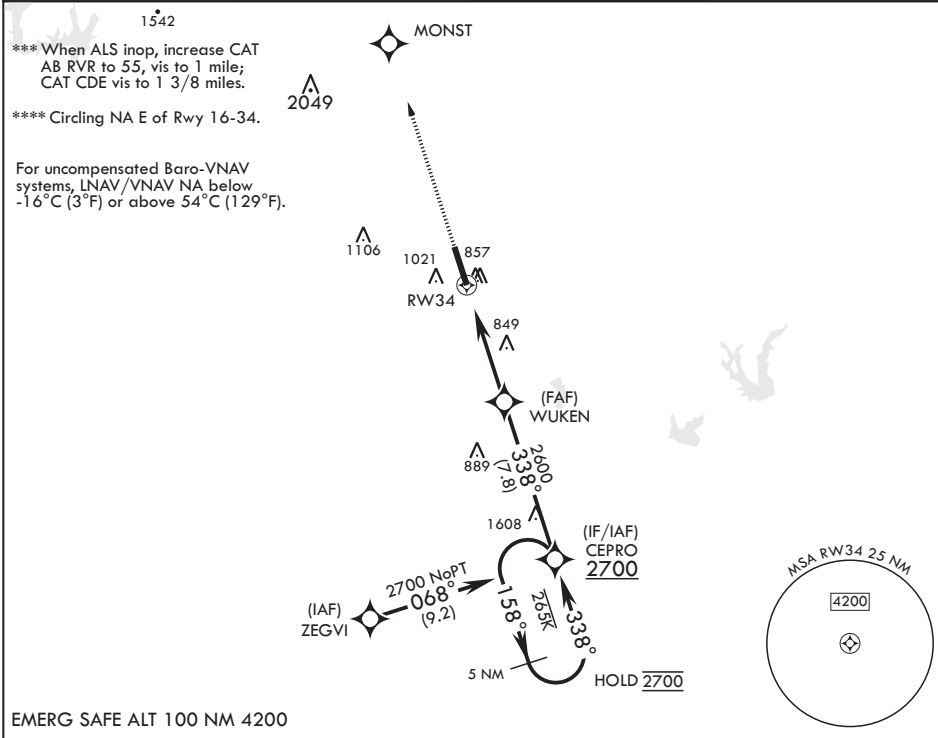 1542
*** When ALS inop, increase CAT
AB RVR to 55, vis to 1 mile;
CAT CDE vis to 1 3/8 miles.
**** Circling NA E of Rwy 16-34.
For uncompensated Baro-VNAV
systems, LNAV/VNAV NA below
-16°C (3°F) or above 54°C (129°F).
MONST
2049
1106
1021
857
RW34
849
(FAF)
WUKEN
889
2600
338°
(7.8)
1608
(IF/IAF)
CEPRO
2700
2700 NoPT
068°
(9.2)
(IAF)
ZEGVI
158°
265K
338°
5 NM
HOLD 2700
MSA RW34 25 NM
4200
EMERG SAFE ALT 100 NM 4200